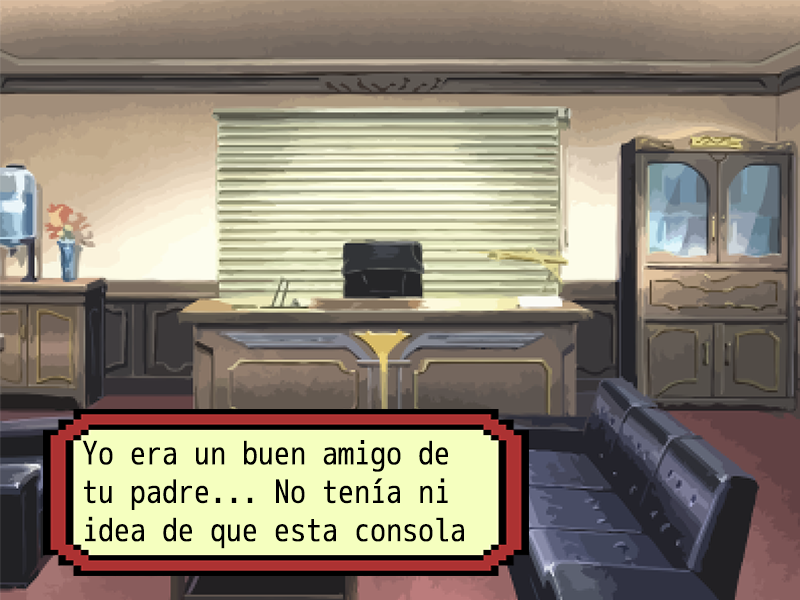 Yo era un buen amigo de
tu padre... No tenía ni
idea de que esta consola